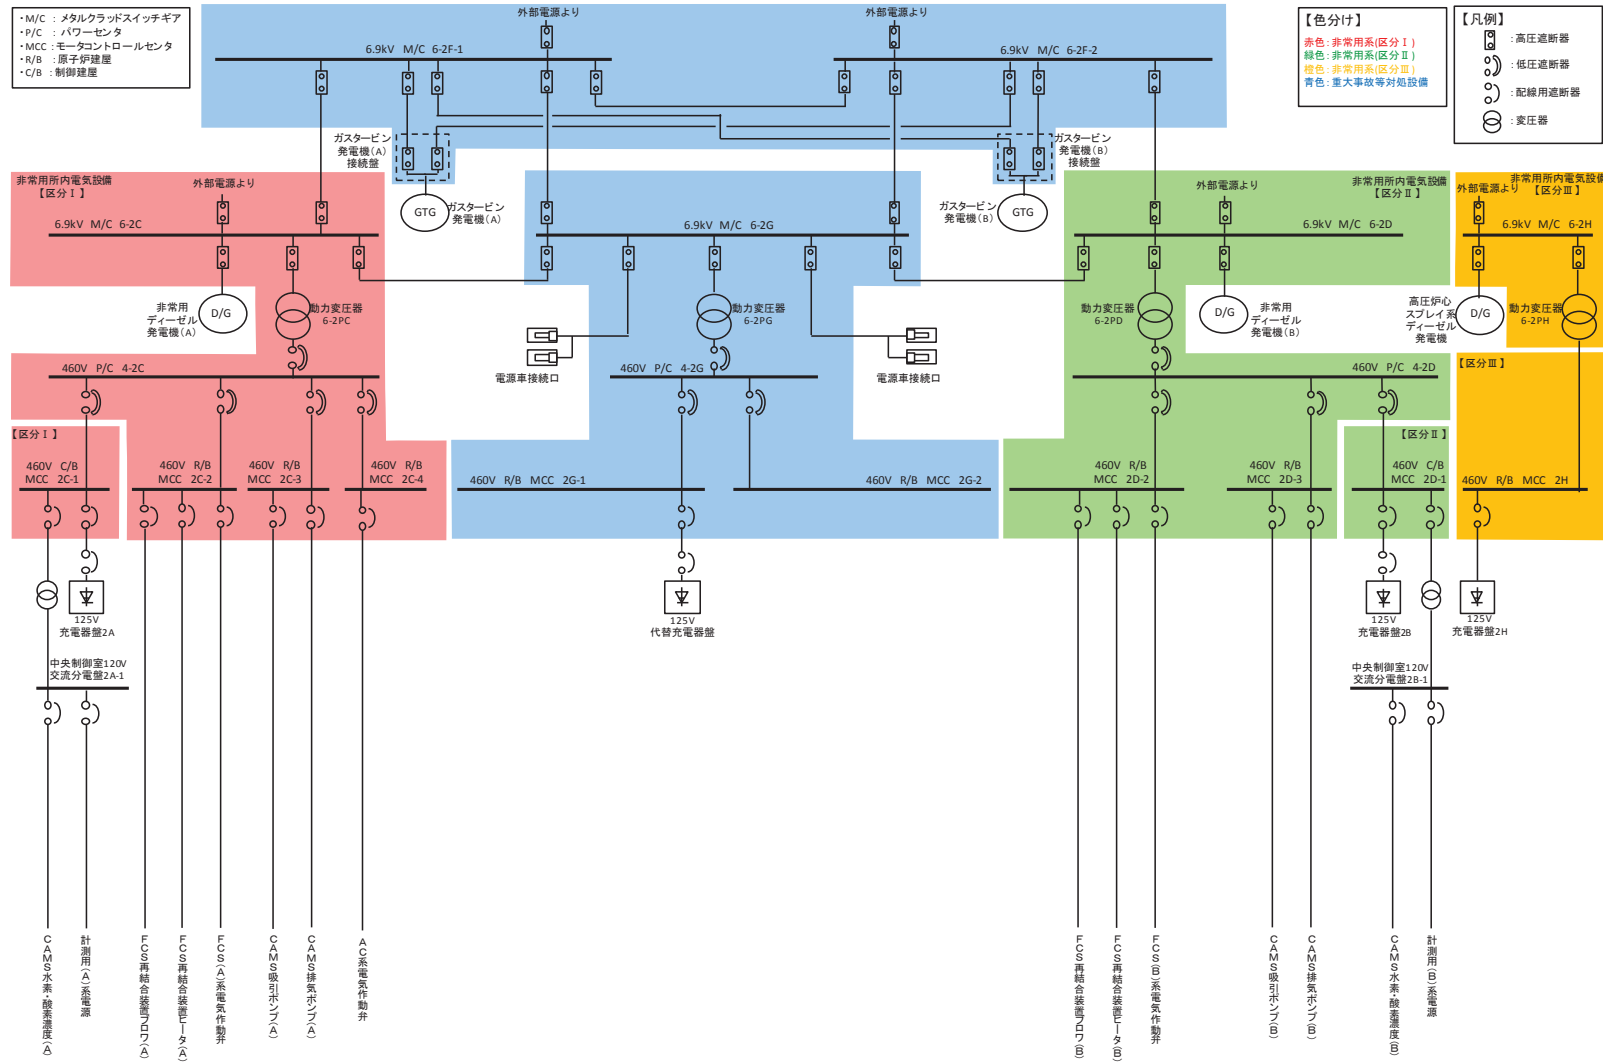 ・M/C ： メタルクラッドスイッチギア
・P/C ： パワーセンタ
・MCC ： モータコントロールセンタ
・R/B ： 原子炉建屋
・C/B ： 制御建屋
外部電源より
外部電源より
6.9kV M/C 6-2F-1
6.9kV M/C 6-2F-2
【色分け】
赤色：非常用系(区分Ⅰ)
緑色：非常用系(区分Ⅱ)
橙色：非常用系(区分Ⅲ)
青色：重大事故等対処設備
【凡例】
：高圧遮断器
：低圧遮断器
：配線用遮断器
：変圧器
ガスタービン
発電機(A)
接続盤
ガスタービン
発電機(B)
接続盤
GTG
ガスタービン
発電機(A)
ガスタービン
発電機(B)
GTG
非常用所内電気設備
【区分Ⅰ】
外部電源より
6.9kV M/C 6-2C
6.9kV M/C 6-2G
外部電源より
非常用所内電気設備
【区分Ⅱ】
6.9kV M/C 6-2D
非常用所内電気設備
【区分Ⅲ】
外部電源より
6.9kV M/C 6-2H
非常用
ディーゼル
発電機(A)
D/G
動力変圧器
6-2PC
動力変圧器
6-2PG
動力変圧器
6-2PD
D/G
非常用
ディーゼル
発電機(B)
高圧炉心
スプレイ系
ディーゼル
発電機
D/G
動力変圧器
6-2PH
電源車接続口
電源車接続口
460V P/C 4-2C
460V P/C 4-2G
460V P/C 4-2D
【区分Ⅲ】
【区分Ⅰ】
【区分Ⅱ】
460V C/B
MCC 2C-1
460V R/B
MCC 2C-2
460V R/B
MCC 2C-3
460V R/B
MCC 2C-4
460V R/B MCC 2G-1
460V R/B MCC 2G-2
460V R/B
MCC 2D-2
460V R/B
MCC 2D-3
460V C/B
MCC 2D-1
460V R/B MCC 2H
125V
充電器盤2A
125V
代替充電器盤
125V
充電器盤2B
125V
充電器盤2H
中央制御室120V
交流分電盤2A-1
中央制御室120V
交流分電盤2B-1
CAMS水素・酸素濃度(A)
計測用(A)系電源
FCS再結合装置ブロワ(A)
FCS再結合装置ヒータ(A)
FCS(A)系電気作動弁
CAMS吸引ポンプ(A)
CAMS排気ポンプ(A)
AC系電気作動弁
FCS再結合装置ブロワ(B)
FCS再結合装置ヒータ(B)
FCS(B)系電気作動弁
CAMS吸引ポンプ(B)
CAMS排気ポンプ(B)
CAMS水素・酸素濃度(B)
計測用(B)系電源